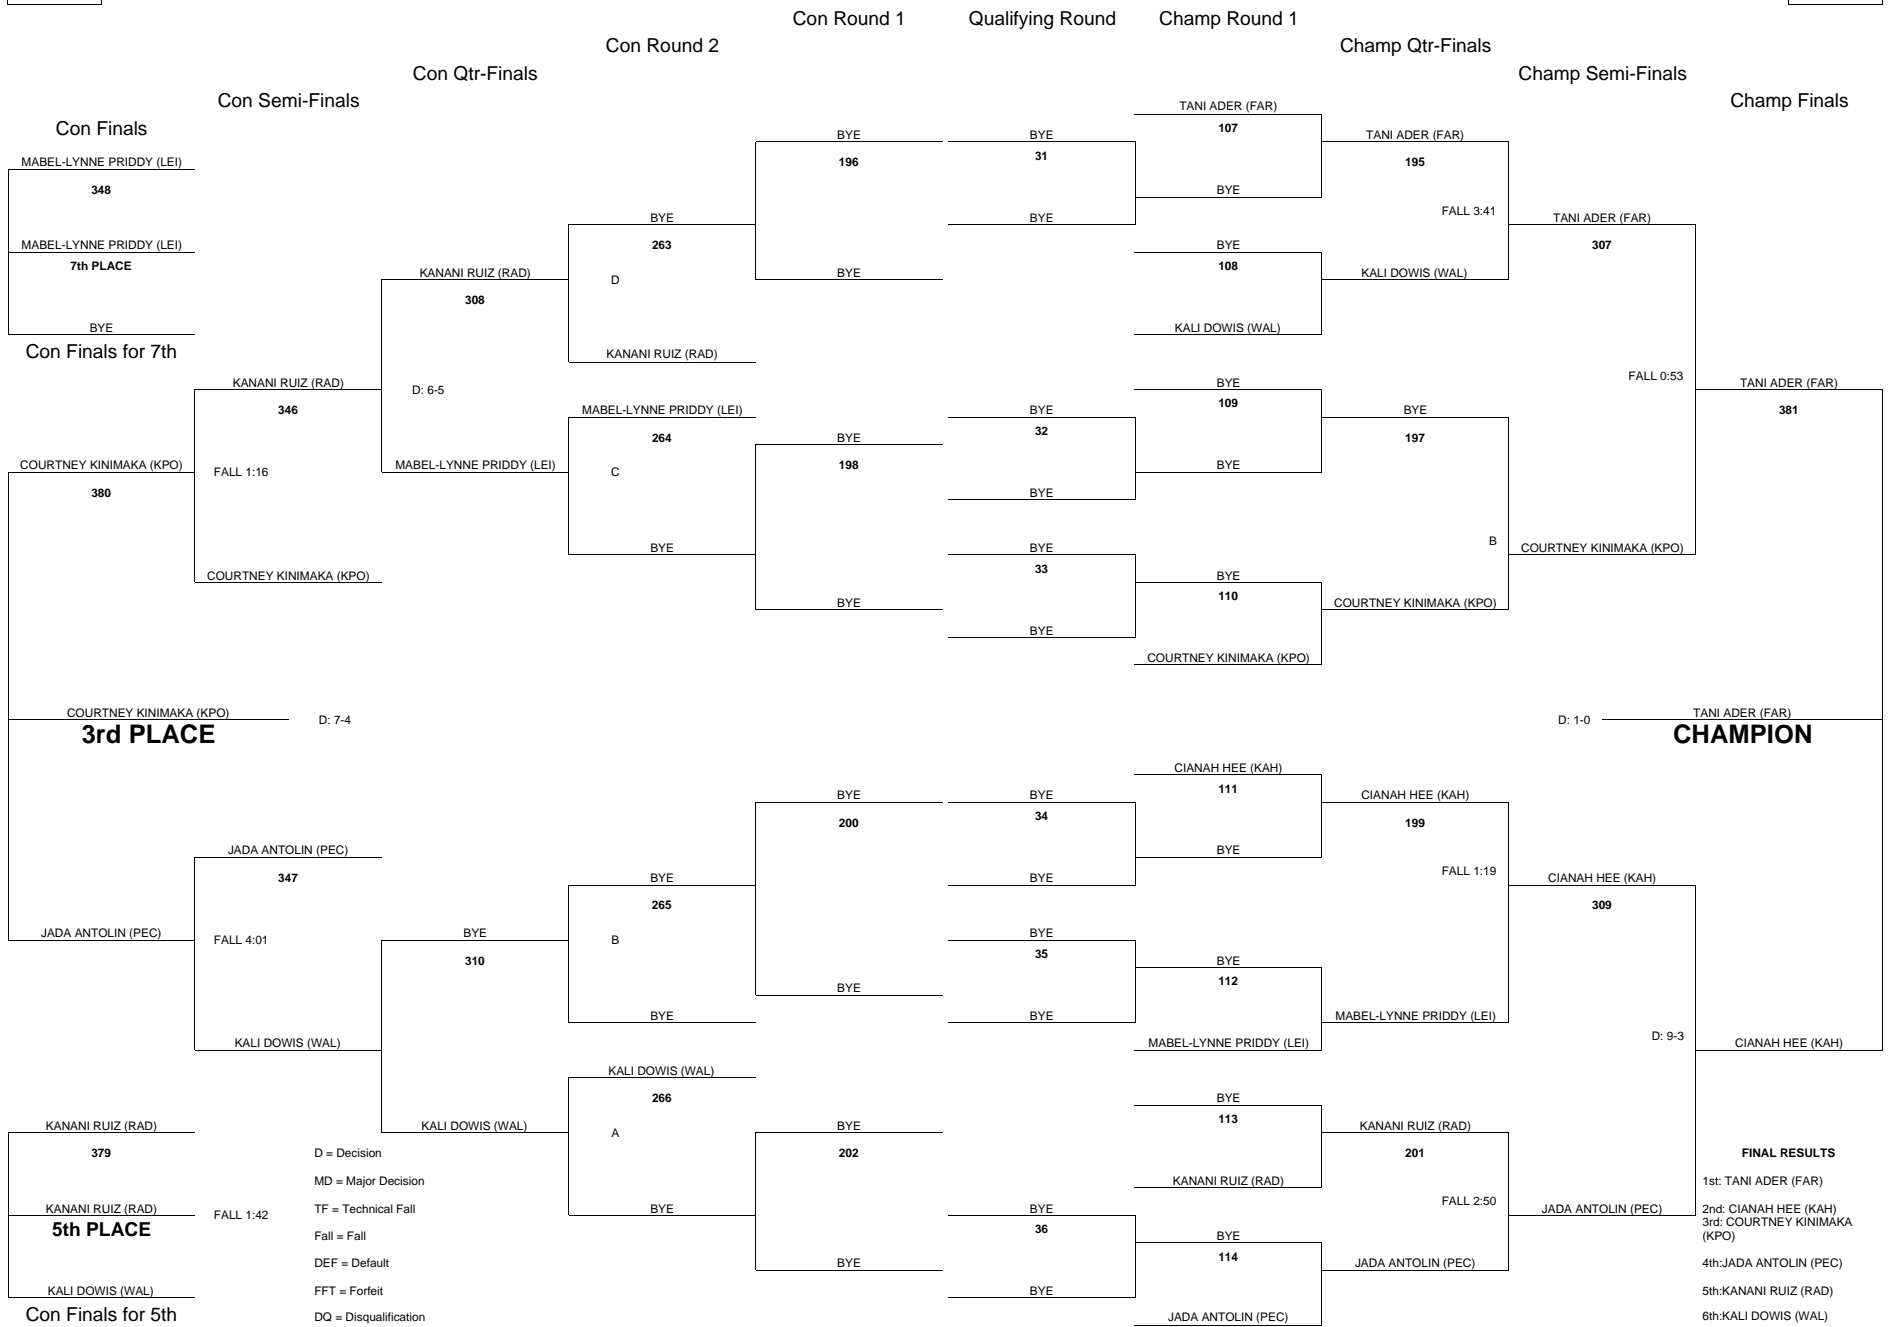 Con Round 1
Qualifying Round
Champ Round 1
Con Round 2
Champ Qtr-Finals
Con Qtr-Finals
Champ Semi-Finals
Con Semi-Finals
Champ Finals
Con Finals
MABEL-LYNNE PRIDDY (LEI)
348
MABEL-LYNNE PRIDDY (LEI)
7th PLACE
BYE
Con Finals for 7th
COURTNEY KINIMAKA (KPO)
380
COURTNEY KINIMAKA (KPO)
3rd PLACE
D: 7-4
JADA ANTOLIN (PEC)
KANANI RUIZ (RAD)
379
KANANI RUIZ (RAD)
5th PLACE
FALL 1:42
KALI DOWIS (WAL)
Con Finals for 5th
KANANI RUIZ (RAD)
346
FALL 1:16
COURTNEY KINIMAKA (KPO)
JADA ANTOLIN (PEC)
347
FALL 4:01
KALI DOWIS (WAL)
D = Decision
MD = Major Decision
TF = Technical Fall
Fall = Fall
DEF = Default
FFT = Forfeit
DQ = Disqualification
KANANI RUIZ (RAD)
308
D: 6-5
MABEL-LYNNE PRIDDY (LEI)
BYE
310
KALI DOWIS (WAL)
BYE
263
D
KANANI RUIZ (RAD)
MABEL-LYNNE PRIDDY (LEI)
264
C
BYE
BYE
265
B
BYE
KALI DOWIS (WAL)
266
A
BYE
BYE
196
BYE
BYE
198
BYE
BYE
200
BYE
BYE
202
BYE
BYE
31
BYE
BYE
32
BYE
BYE
33
BYE
BYE
34
BYE
BYE
35
BYE
BYE
36
BYE
TANI ADER (FAR)
107
BYE
BYE
108
KALI DOWIS (WAL)
BYE
109
BYE
BYE
110
COURTNEY KINIMAKA (KPO)
CIANAH HEE (KAH)
111
BYE
BYE
112
MABEL-LYNNE PRIDDY (LEI)
BYE
113
KANANI RUIZ (RAD)
BYE
114
JADA ANTOLIN (PEC)
TANI ADER (FAR)
195
FALL 3:41
KALI DOWIS (WAL)
BYE
197
B
COURTNEY KINIMAKA (KPO)
CIANAH HEE (KAH)
199
FALL 1:19
MABEL-LYNNE PRIDDY (LEI)
KANANI RUIZ (RAD)
201
FALL 2:50
JADA ANTOLIN (PEC)
TANI ADER (FAR)
307
FALL 0:53
COURTNEY KINIMAKA (KPO)
CIANAH HEE (KAH)
309
D: 9-3
JADA ANTOLIN (PEC)
TANI ADER (FAR)
381
D: 1-0
TANI ADER (FAR)
CHAMPION
CIANAH HEE (KAH)
FINAL RESULTS
1st: TANI ADER (FAR)
2nd: CIANAH HEE (KAH)
3rd: COURTNEY KINIMAKA
(KPO)
4th:JADA ANTOLIN (PEC)
5th:KANANI RUIZ (RAD)
6th:KALI DOWIS (WAL)